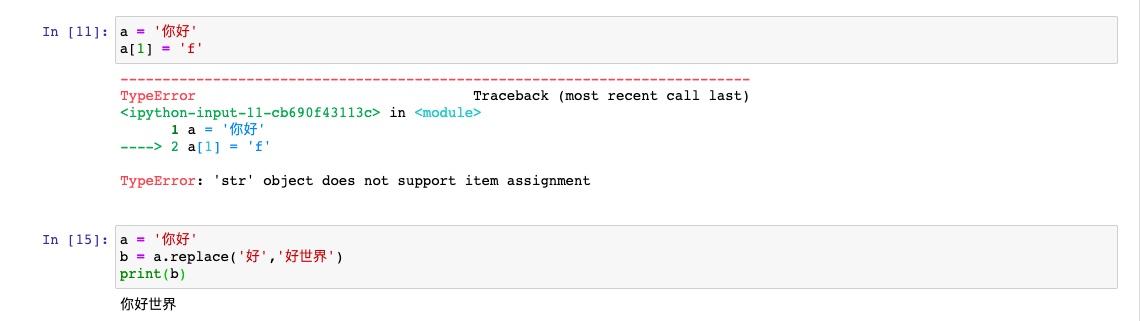 In [11]: a = '你好'
a[1] = 'f'
---------------------------------------------------------------------------
TypeError                                 Traceback (most recent call last)
<ipython-input-11-cb690f43113c> in <module>
      1 a = '你好'
----> 2 a[1] = 'f'
TypeError: 'str' object does not support item assignment
In [15]: a = '你好'
b = a.replace('好','好世界')
print(b)
你好世界